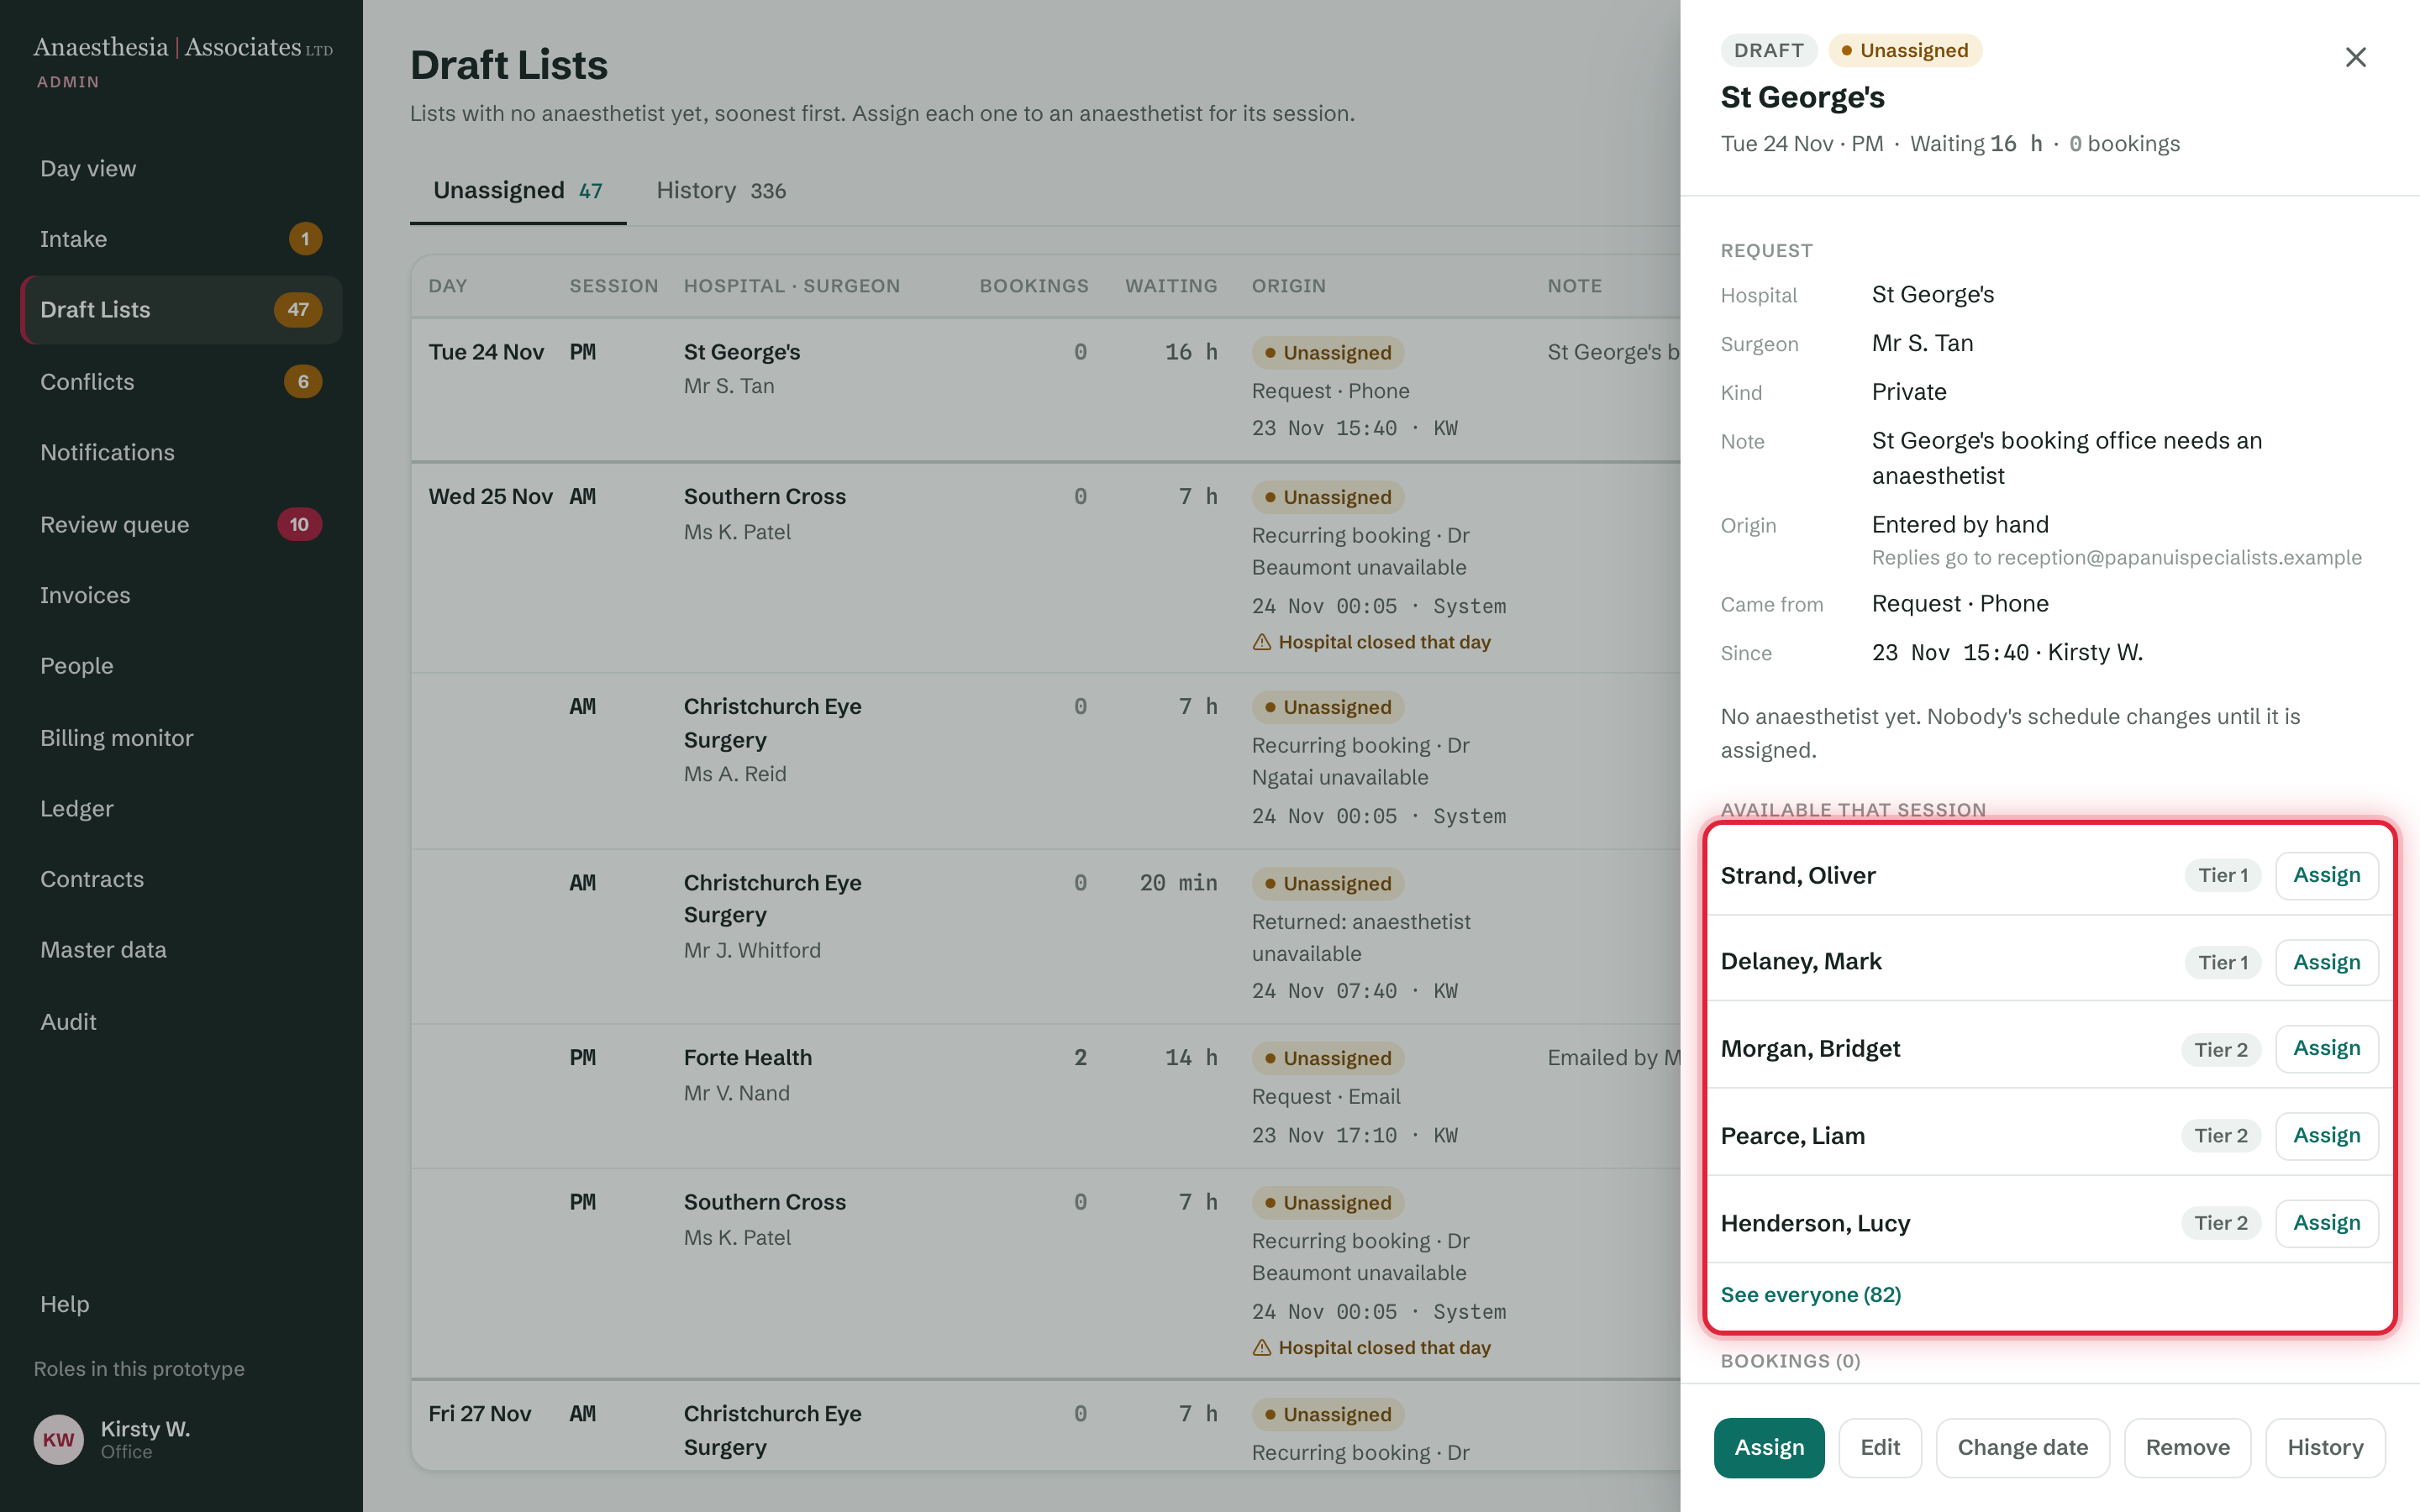 Anaesthesia | Associates LTD
ADMIN
Day view
Intake 1
Draft Lists 47
Conflicts 6
Notifications
Review queue 10
Invoices
People
Billing monitor
Ledger
Contracts
Master data
Audit
Help
Roles in this prototype
KW Kirsty W.
Office
Draft Lists
Lists with no anaesthetist yet, soonest first. Assign each one to an anaesthetist for its session.
Unassigned 47 History 336
DAY SESSION HOSPITAL · SURGEON BOOKINGS WAITING ORIGIN NOTE
Tue 24 Nov PM St George's 0 16 h Unassigned St George's b
Mr S. Tan Request · Phone
23 Nov 15:40 · KW
Wed 25 Nov AM Southern Cross 0 7 h Unassigned
Ms K. Patel Recurring booking · Dr
Beaumont unavailable
24 Nov 00:05 · System
Hospital closed that day
AM Christchurch Eye 0 7 h Unassigned
Surgery Recurring booking · Dr
Ms A. Reid Ngatai unavailable
24 Nov 00:05 · System
AM Christchurch Eye 0 20 min Unassigned
Surgery Returned: anaesthetist
Mr J. Whitford unavailable
24 Nov 07:40 · KW
PM Forte Health 2 14 h Unassigned Emailed by M
Mr V. Nand Request · Email
23 Nov 17:10 · KW
PM Southern Cross 0 7 h Unassigned
Ms K. Patel Recurring booking · Dr
Beaumont unavailable
24 Nov 00:05 · System
Hospital closed that day
Fri 27 Nov AM Christchurch Eye 0 7 h Unassigned
Surgery Recurring booking · Dr
DRAFT Unassigned
St George's
Tue 24 Nov · PM · Waiting 16 h · 0 bookings
REQUEST
Hospital St George's
Surgeon Mr S. Tan
Kind Private
Note St George's booking office needs an
anaesthetist
Origin Entered by hand
Replies go to reception@papanuispecialists.example
Came from Request · Phone
Since 23 Nov 15:40 · Kirsty W.
No anaesthetist yet. Nobody's schedule changes until it is
assigned.
AVAILABLE THAT SESSION
Strand, Oliver Tier 1 Assign
Delaney, Mark Tier 1 Assign
Morgan, Bridget Tier 2 Assign
Pearce, Liam Tier 2 Assign
Henderson, Lucy Tier 2 Assign
See everyone (82)
BOOKINGS (0)
Assign Edit Change date Remove History